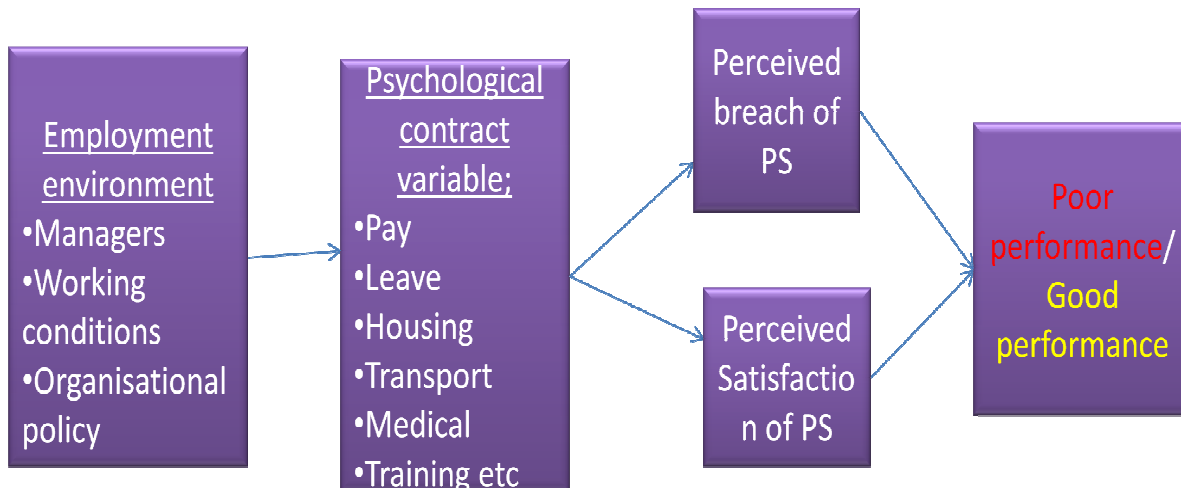 Employment
environment
•Managers
•Working
conditions
•Organisational
policy
Psychological
contract
variable;
•Pay
•Leave
•Housing
•Transport
•Medical
•Training etc
Perceived
breach of
PS
Perceived
Satisfactio
n of PS
Poor
performance/
Good
performance